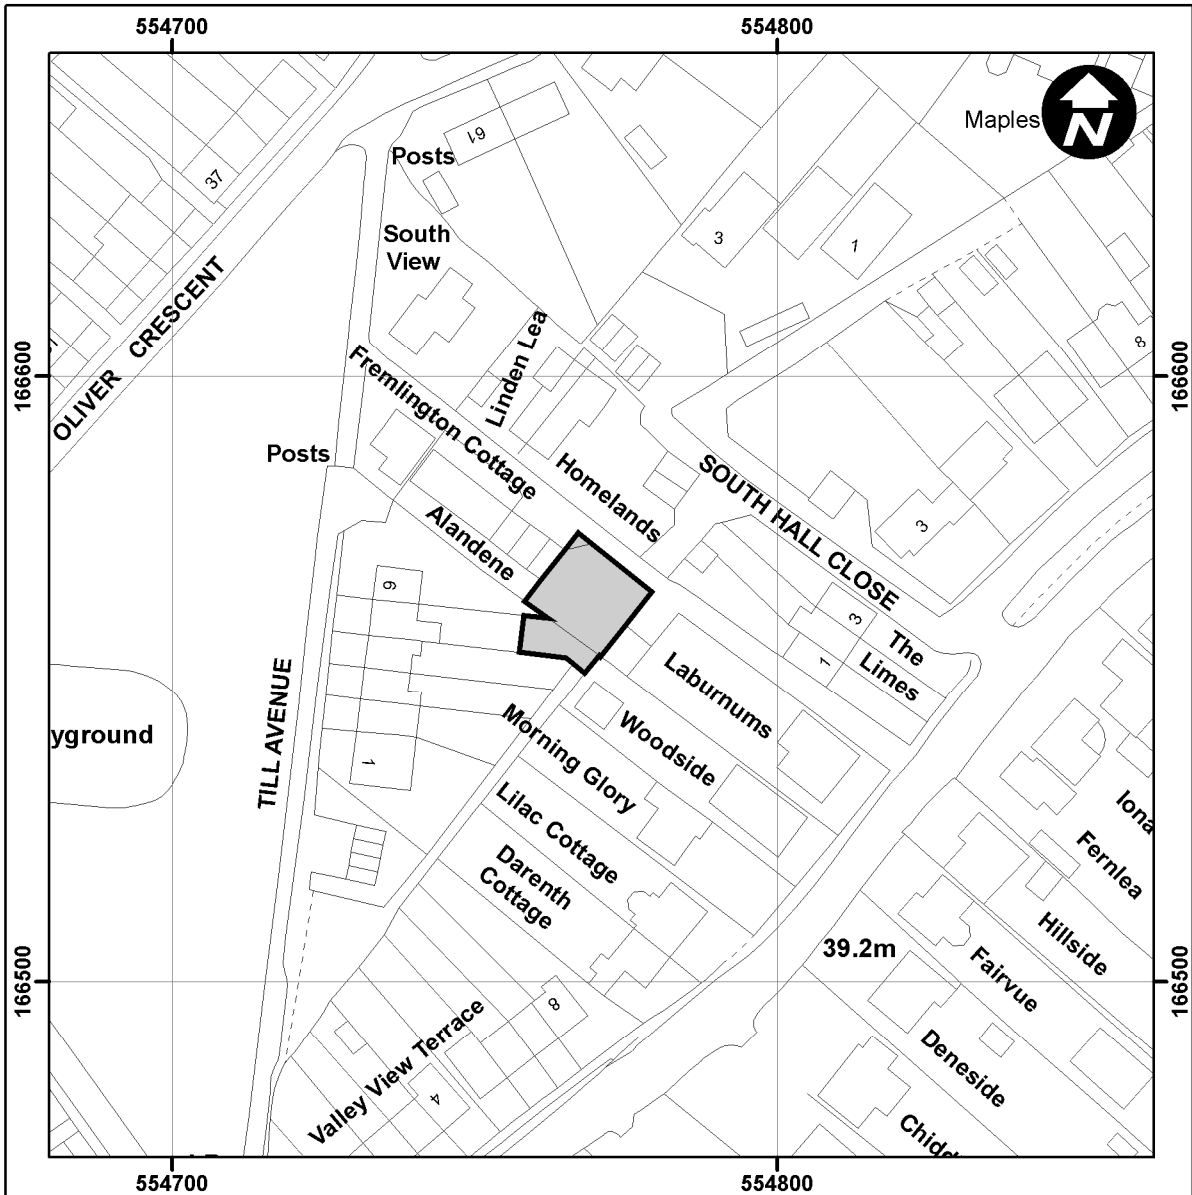 554700
554800
Maples
N
61
Posts
37
South
View
3
1
OLIVER CRESCENT
8
Linden Lea
166600
166600
Fremlington Cottage
Posts
Homelands
SOUTH HALL CLOSE
3
Alandene
9
3
The
Limes
1
Laburnums
TILL AVENUE
yground
Morning Glory
Woodside
1
Iona
Lilac Cottage
Fernlea
Darenth
Cottage
Hillside
39.2m
Fairvue
166500
166500
8
Valley View Terrace
Deneside
4
Chidd
554700
554800